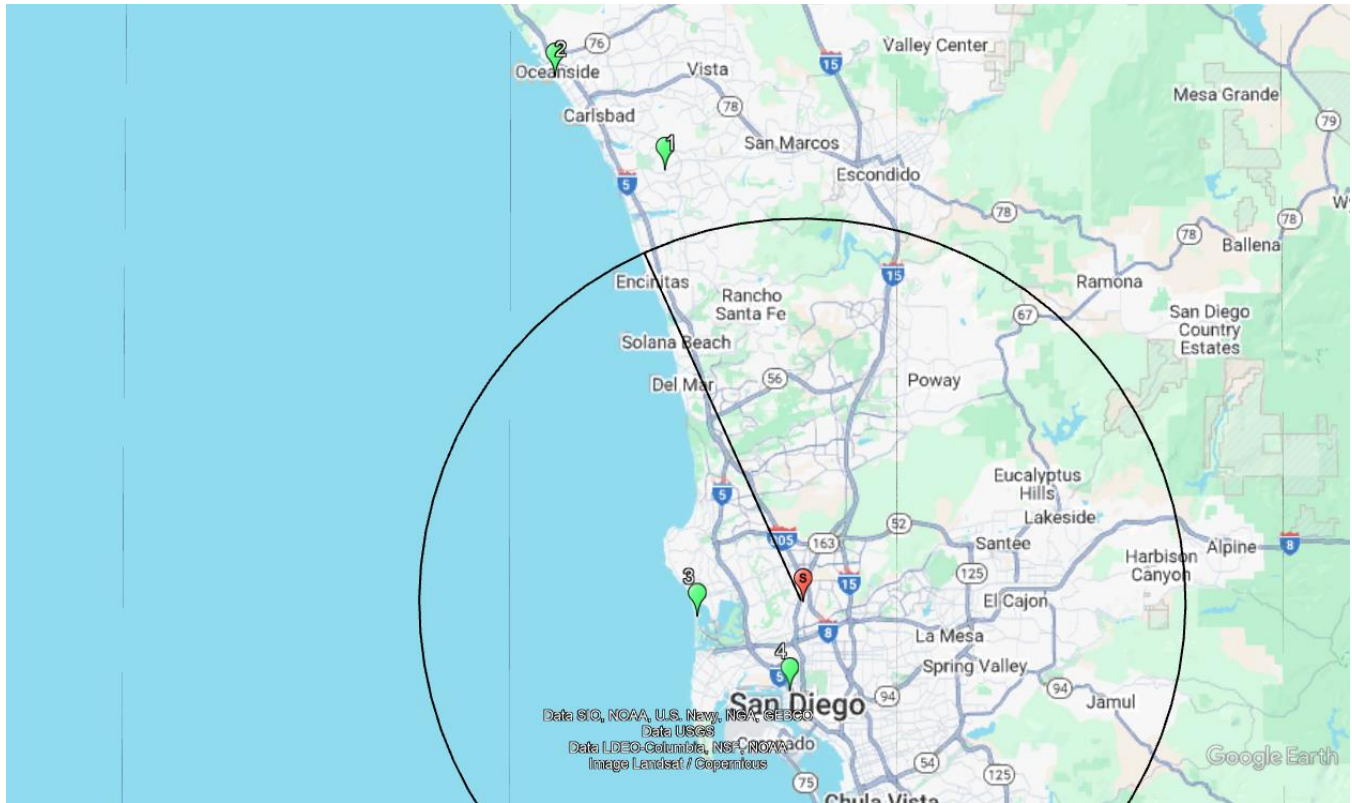 2
76
Valley Center
Oceanside
Vista
15
Mesa Grande
Carlsbad
78
79
1
San Marcos
Escondido
5
78
78
78
Ballena
Encinitas
15
Ramona
Rancho
Santa Fe
67
San Diego
Country
Estates
Solana Beach
Del Mar
56
Poway
Eucalyptus
Hills
5
Lakeside
52
163
Santee
Alpine
8
Harbison
Canyon
3
S
15
125
El Cajon
8
La Mesa
4
Spring Valley
5
94
94
Jamul
San Diego
Data SIO, NOAA, U.S. Navy, NGA, GEBCO
Data USGS
Data LDEO-Columbia, NSF, NOAA
Image Landsat / Copernicus
Coronado
Google Earth
54
75
125
Chula Vista